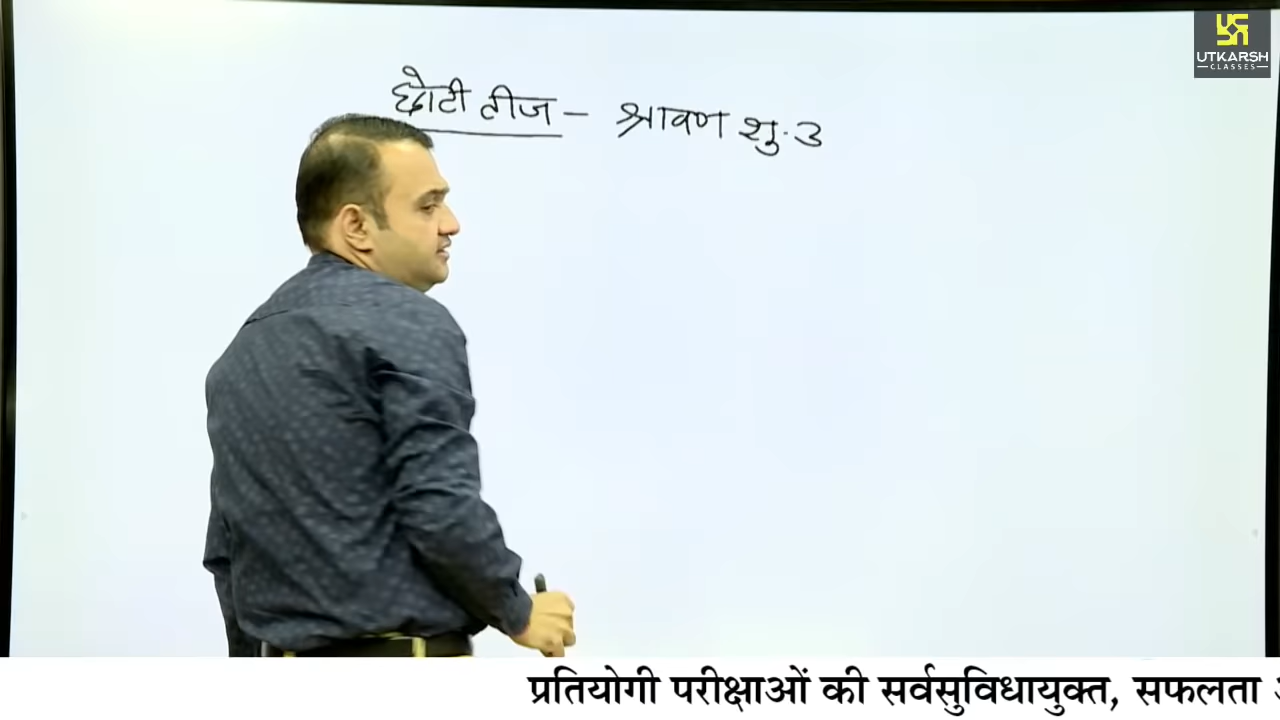 UTKARSH
CLASSES
छोटी तीज - श्रावण शु. 3
प्रतियोगी परीक्षाओं की सर्वसुविधायुक्त, सफलता